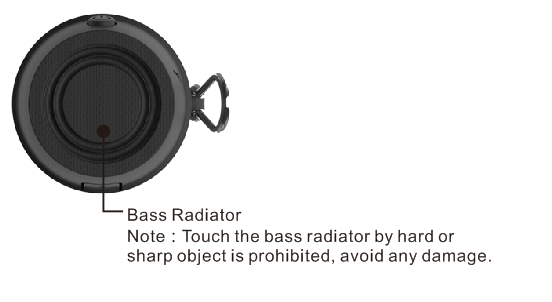 Bass Radiator
Note : Touch the bass radiator by hard or
sharp object is prohibited, avoid any damage.